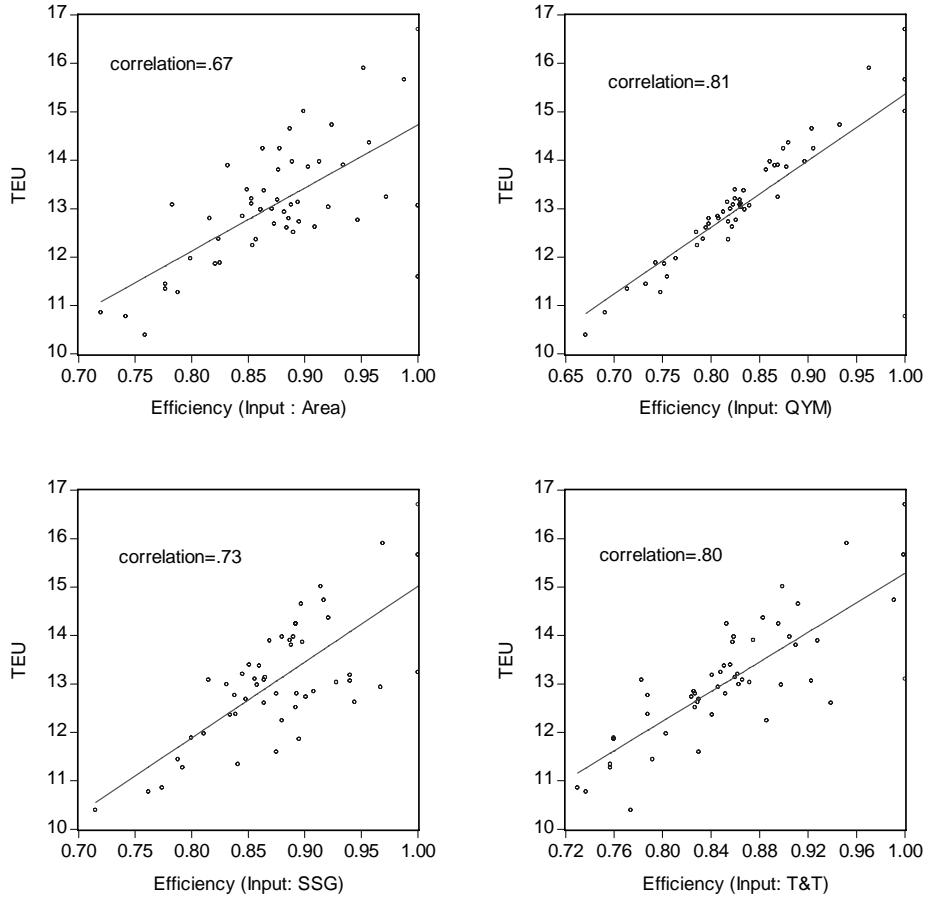 17
16
15
14
13
12
11
10
TEU
correlation=.67
0.70 0.75 0.80 0.85 0.90 0.95 1.00
Efficiency (Input : Area)
17
16
15
14
13
12
11
10
TEU
correlation=.81
0.65 0.70 0.75 0.80 0.85 0.90 0.95 1.00
Efficiency (Input: QYM)
17
16
15
14
13
12
11
10
TEU
correlation=.73
0.70 0.75 0.80 0.85 0.90 0.95 1.00
Efficiency (Input: SSG)
17
16
15
14
13
12
11
10
TEU
correlation=.80
0.72 0.76 0.80 0.84 0.88 0.92 0.96 1.00
Efficiency (Input: T&T)